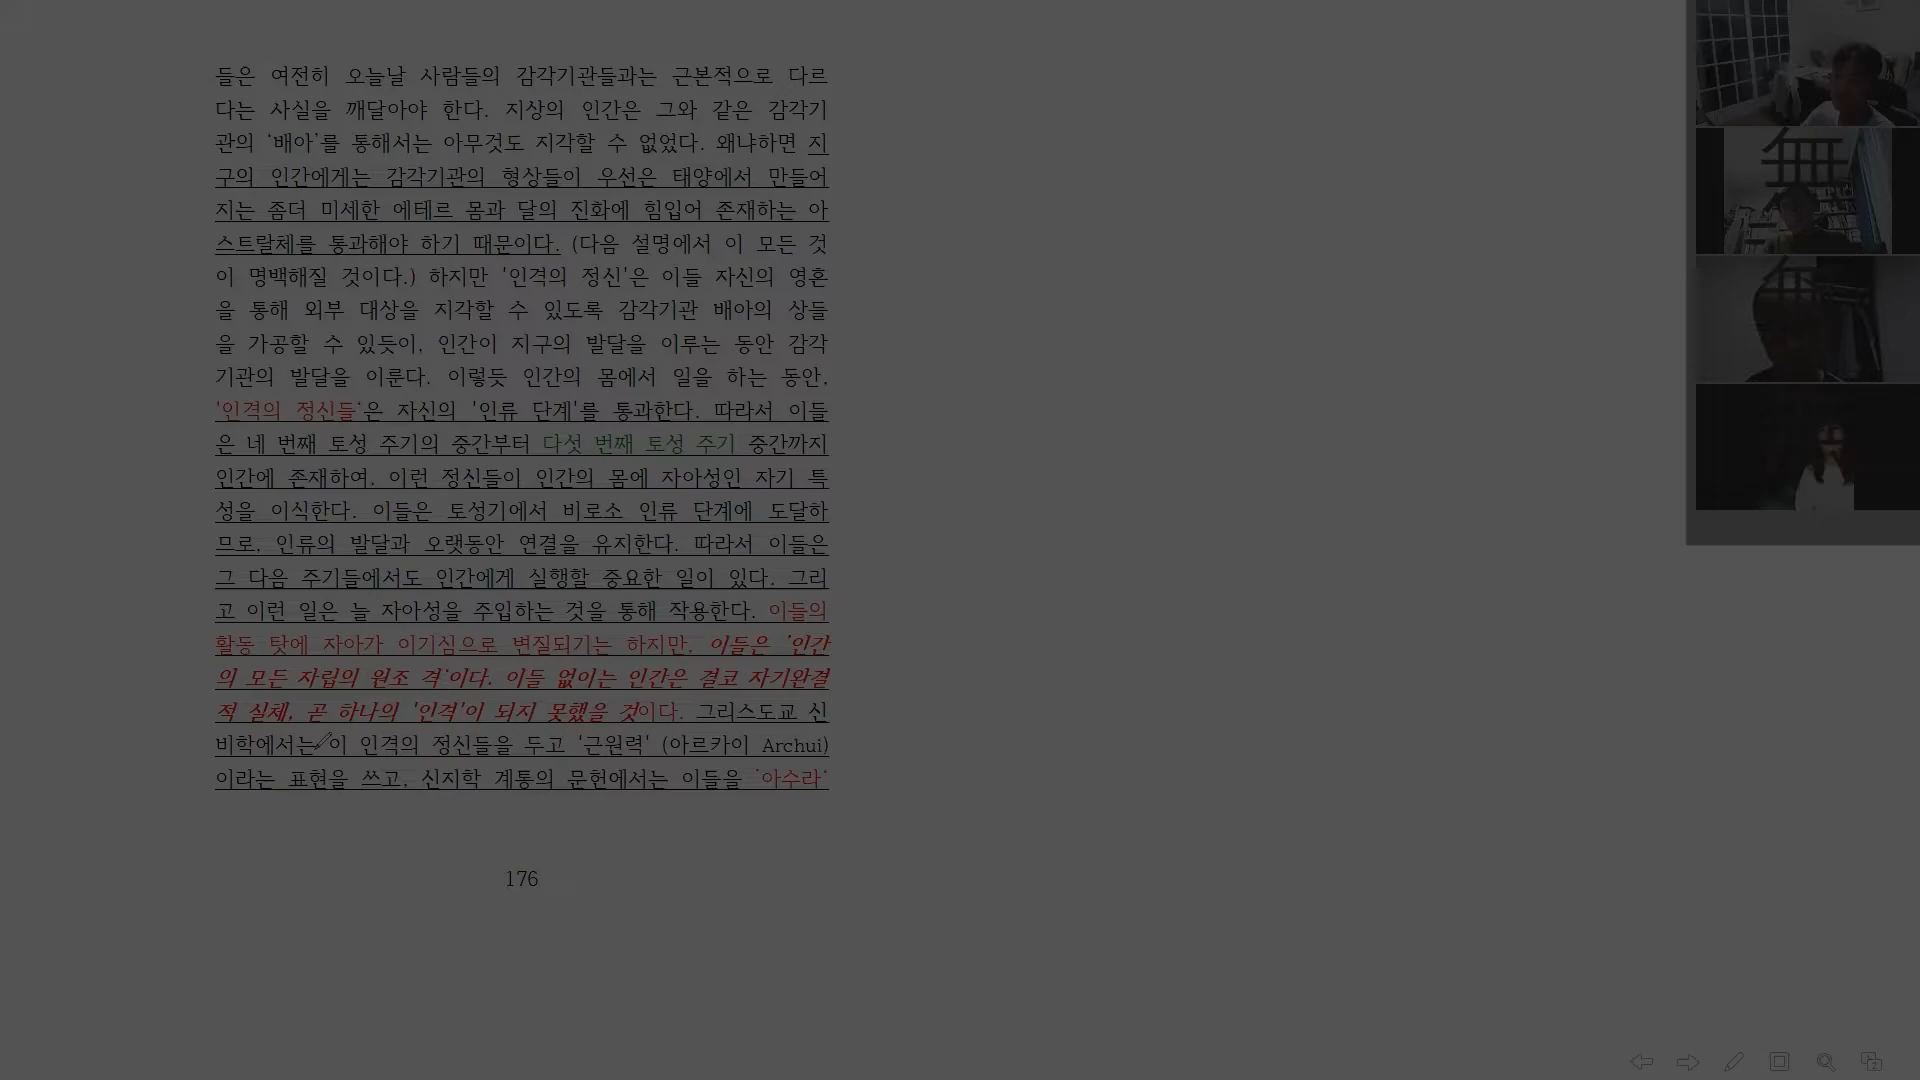 들은 여전히 오늘날 사람들의 감각기관들과는 근본적으로 다르
다는 사실을 깨달아야 한다. 지상의 인간은 그와 같은 감각기
관의 '배아'를 통해서는 아무것도 지각할 수 없었다. 왜냐하면 지
구의 인간에게는 감각기관의 형상들이 우선은 태양에서 만들어
지는 좀더 미세한 에테르 몸과 달의 진화에 힘입어 존재하는 아
스트랄체를 통과해야 하기 때문이다. (다음 설명에서 이 모든 것
이 명백해질 것이다.) 하지만 '인격의 정신'은 이들 자신의 영혼
을 통해 외부 대상을 지각할 수 있도록 감각기관 배아의 상들
을 가공할 수 있듯이, 인간이 지구의 발달을 이루는 동안 감각
기관의 발달을 이룬다. 이렇듯 인간의 몸에서 일을 하는 동안,
'인격의 정신들'은 자신의 '인류 단계'를 통과한다. 따라서 이들
은 네 번째 토성 주기의 중간부터 다섯 번째 토성 주기 중간까지
인간에 존재하여, 이런 정신들이 인간의 몸에 자아성인 자기 특
성을 이식한다. 이들은 토성기에서 비로소 인류 단계에 도달하
므로, 인류의 발달과 오랫동안 연결을 유지한다. 따라서 이들은
그 다음 주기들에서도 인간에게 실행할 중요한 일이 있다. 그리
고 이런 일은 늘 자아성을 주입하는 것을 통해 작용한다. 이들의
활동 탓에 자아가 이기심으로 변질되기는 하지만, 이들은 '인간
의 모든 자립의 원조 격'이다. 이들 없이는 인간은 결코 자기완결
적 실체, 곧 하나의 '인격'이 되지 못했을 것이다. 그리스도교 신
비학에서는 이 인격의 정신들을 두고 '근원력' (아르카이 Archui)
이라는 표현을 쓰고, 신지학 계통의 문헌에서는 이들을 '아수라'
176
無
無